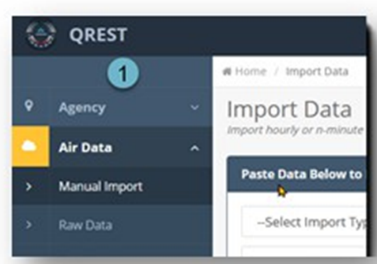 QREST
1
Home / Import Data
Agency
Import Data
Import hourly or n-minute
Air Data
Paste Data Below to
Manual Import
--Select Import Typ
Raw Data